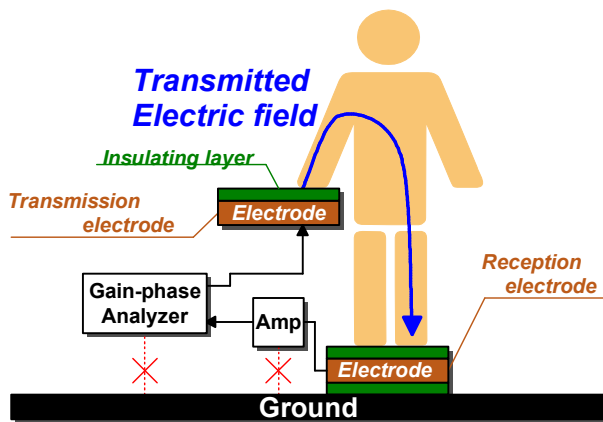 Transmitted
Electric field
Insulating layer
Transmission
electrode
Electrode
Reception
electrode
Gain-phase
Analyzer
Amp
Electrode
Ground